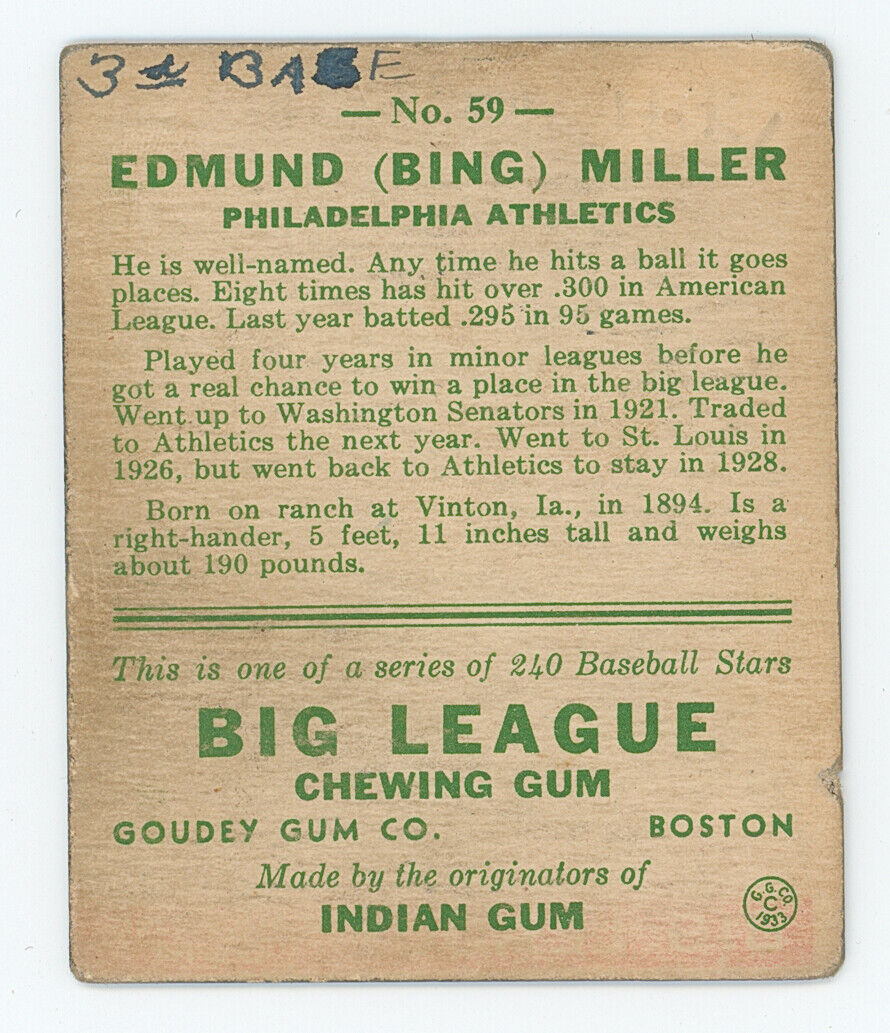 3rd BASE
— No. 59 —
EDMUND (BING) MILLER
PHILADELPHIA ATHLETICS
He is well-named. Any time he hits a ball it goes
places. Eight times has hit over .300 in American
League. Last year batted .295 in 95 games.
Played four years in minor leagues before he
got a real chance to win a place in the big league.
Went up to Washington Senators in 1921. Traded
to Athletics the next year. Went to St. Louis in
1926, but went back to Athletics to stay in 1928.
Born on ranch at Vinton, Ia., in 1894. Is a
right-hander, 5 feet, 11 inches tall and weighs
about 190 pounds.
This is one of a series of 240 Baseball Stars
BIG LEAGUE
CHEWING GUM
GOUDEY GUM CO. BOSTON
Made by the originators of
INDIAN GUM
G.G.CO.
C
1933